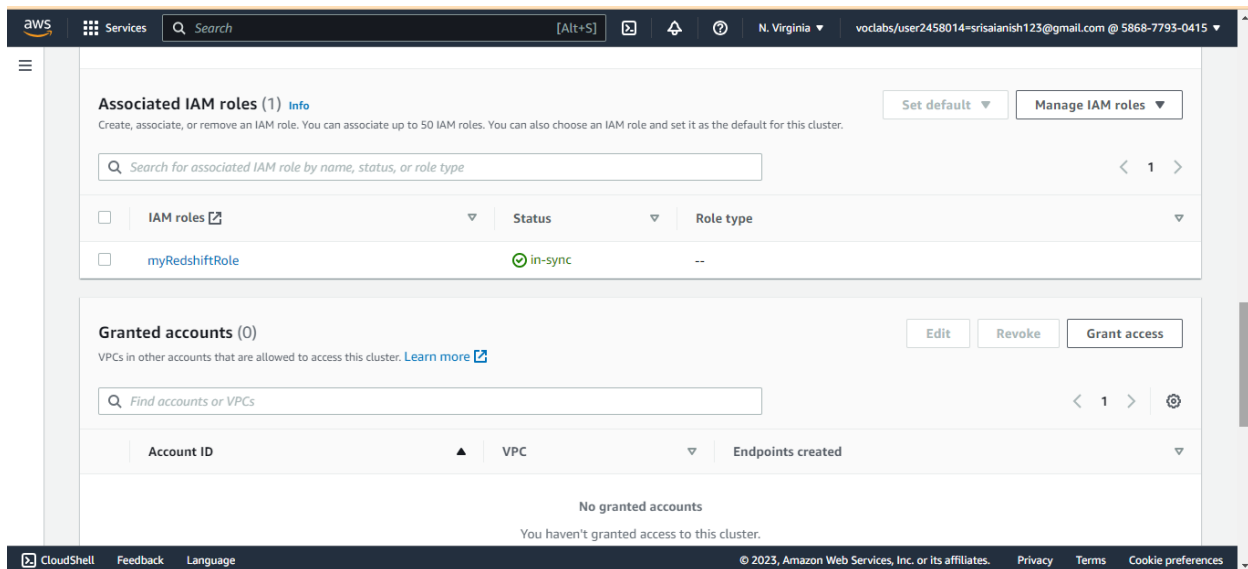 aws Services Search [Alt+S] N. Virginia voclabs/user2458014=srisaianish123@gmail.com @ 5868-7793-0415
Associated IAM roles (1) Info Set default Manage IAM roles
Create, associate, or remove an IAM role. You can associate up to 50 IAM roles. You can also choose an IAM role and set it as the default for this cluster.
Search for associated IAM role by name, status, or role type 1
IAM roles Status Role type
myRedshiftRole in-sync --
Granted accounts (0) Edit Revoke Grant access
VPCs in other accounts that are allowed to access this cluster. Learn more
Find accounts or VPCs 1
Account ID VPC Endpoints created
No granted accounts
You haven't granted access to this cluster.
CloudShell Feedback Language © 2023, Amazon Web Services, Inc. or its affiliates. Privacy Terms Cookie preferences